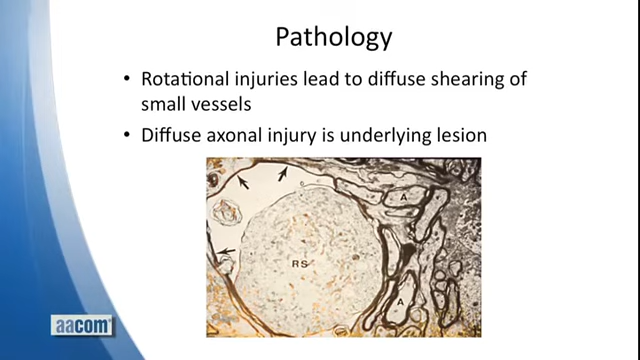 Pathology
• Rotational injuries lead to diffuse shearing of
small vessels
• Diffuse axonal injury is underlying lesion
A
RS
A
aacom